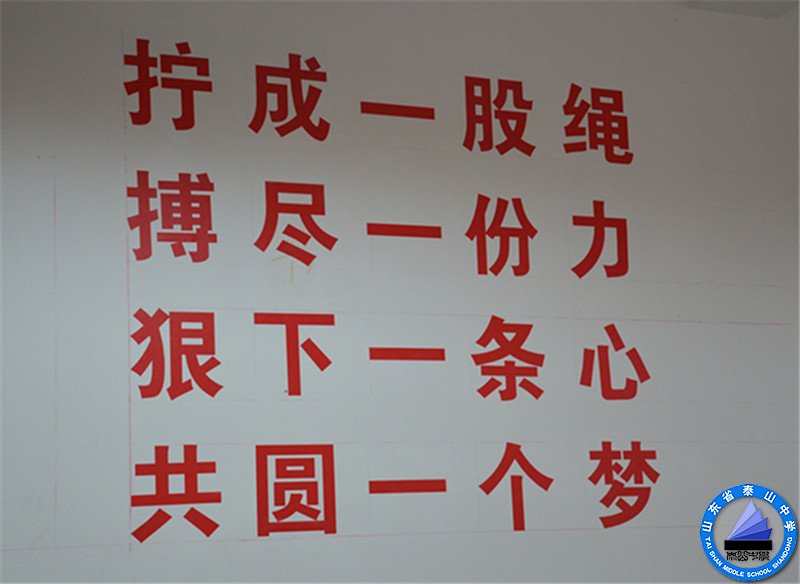 拧成一股绳
搏尽一份力
狠下一条心
共圆一个梦
山东省泰山中学
TAI SHAN MIDDLE SCHOOL SHANDONG